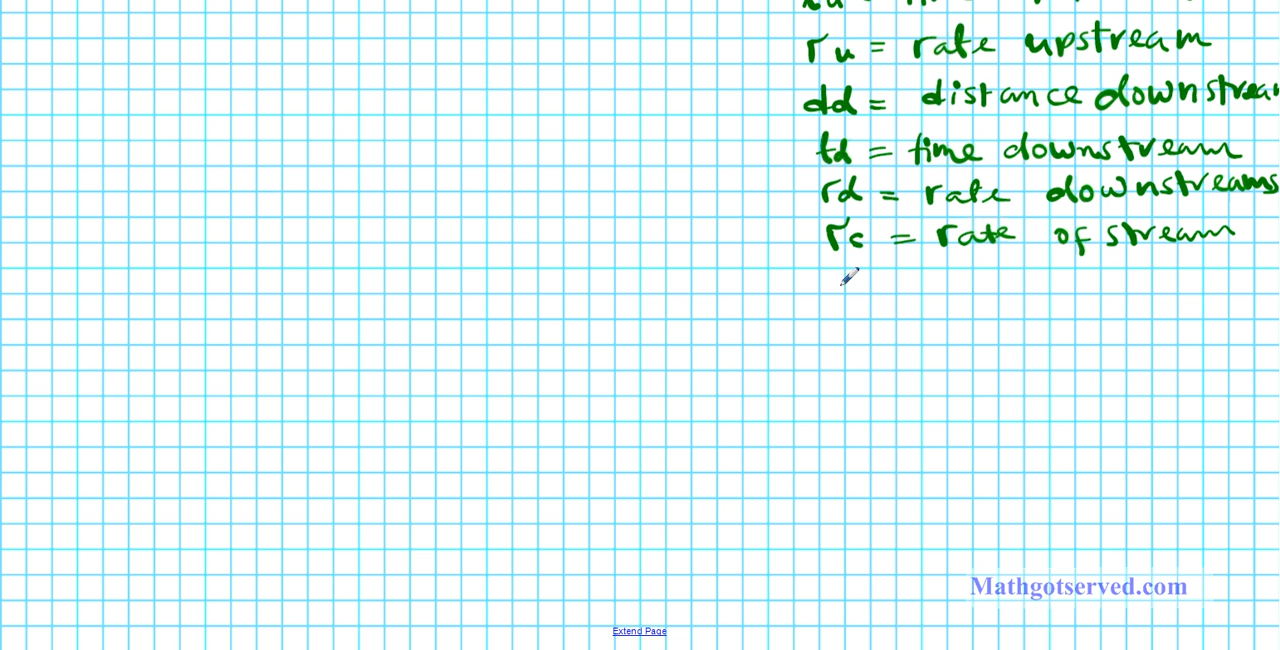 ru = rate upstream
dd = distance downstream
td = time downstream
rd = rate downstreams
rc = rate of stream
Mathgotserved.com
Extend Page